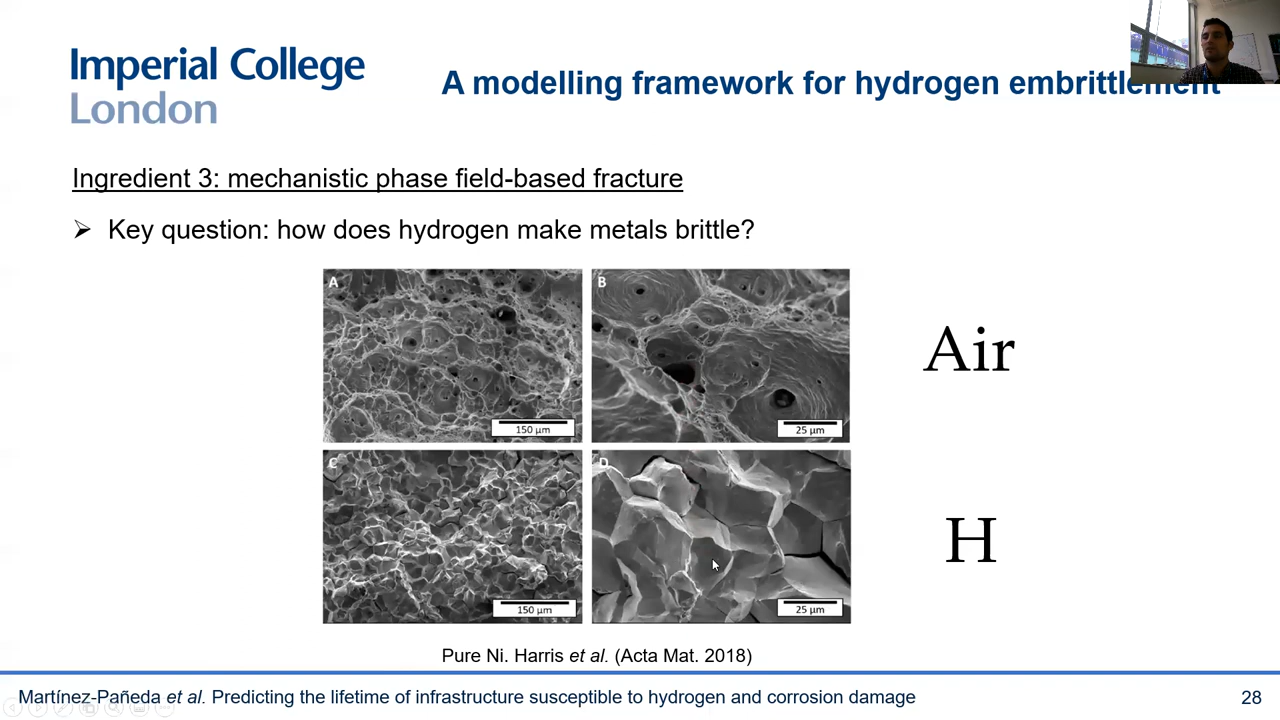 Imperial College
London
A modelling framework for hydrogen embrittlement
Ingredient 3: mechanistic phase field-based fracture
➢ Key question: how does hydrogen make metals brittle?
A
B
150 µm
25 µm
Air
C
D
150 µm
25 µm
H
Pure Ni. Harris et al. (Acta Mat. 2018)
Martínez-Pañeda et al. Predicting the lifetime of infrastructure susceptible to hydrogen and corrosion damage
28